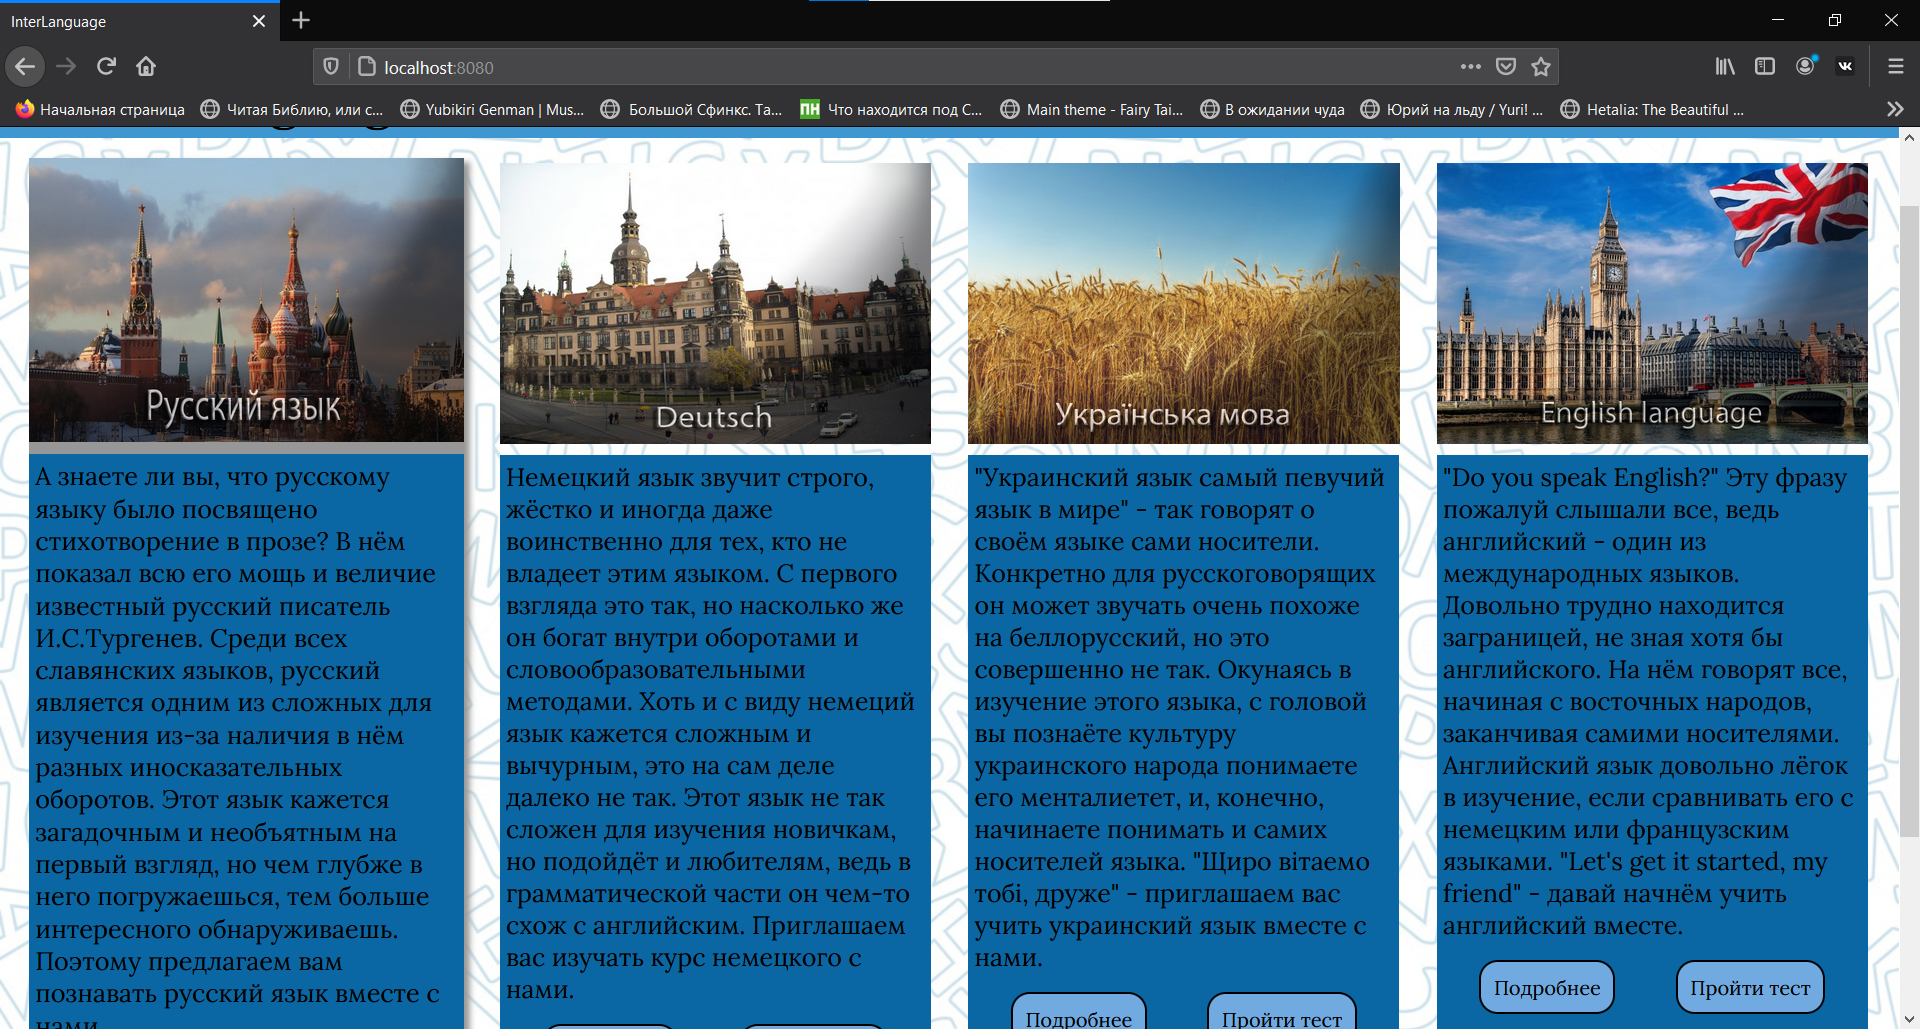 InterLanguage
localhost:8080
Начальная страница
Читая Библию, или с...
Yubikiri Genman | Mus...
Большой Сфинкс. Та...
ПН
Что находится под С...
Main theme - Fairy Tai...
В ожидании чуда
Юрий на льду / Yuri! ...
Hetalia: The Beautiful ...
Русский язык
А знаете ли вы, что русскому
языку было посвящено
стихотворение в прозе? В нём
показал всю его мощь и величие
известный русский писатель
И.С.Тургенев. Среди всех
славянских языков, русский
является одним из сложных для
изучения из-за наличия в нём
разных иносказательных
оборотов. Этот язык кажется
загадочным и необъятным на
первый взгляд, но чем глубже в
него погружаешься, тем больше
интересного обнаруживаешь.
Поэтому предлагаем вам
познавать русский язык вместе с
нами.
Deutsch
Немецкий язык звучит строго,
жёстко и иногда даже
воинственно для тех, кто не
владеет этим языком. С первого
взгляда это так, но насколько же
он богат внутри оборотами и
словообразовательными
методами. Хоть и с виду немеций
язык кажется сложным и
вычурным, это на сам деле
далеко не так. Этот язык не так
сложен для изучения новичкам,
но подойдёт и любителям, ведь в
грамматической части он чем-то
схож с английским. Приглашаем
вас изучать курс немецкого с
нами.
Українська мова
"Украинский язык самый певучий
язык в мире" - так говорят о
своём языке сами носители.
Конкретно для русскоговорящих
он может звучать очень похоже
на беллорусский, но это
совершенно не так. Окунаясь в
изучение этого языка, с головой
вы познаёте культуру
украинского народа понимаете
его менталиетет, и, конечно,
начинаете понимать и самих
носителей языка. "Щиро вітаемо
тобі, друже" - приглашаем вас
учить украинский язык вместе с
нами.
Подробнее
Пройти тест
English language
"Do you speak English?" Эту фразу
пожалуй слышали все, ведь
английский - один из
международных языков.
Довольно трудно находится
заграницей, не зная хотя бы
английского. На нём говорят все,
начиная с восточных народов,
заканчивая самими носителями.
Английский язык довольно лёгок
в изучение, если сравнивать его с
немецким или французским
языками. "Let's get it started, my
friend" - давай начнём учить
английский вместе.
Подробнее
Пройти тест